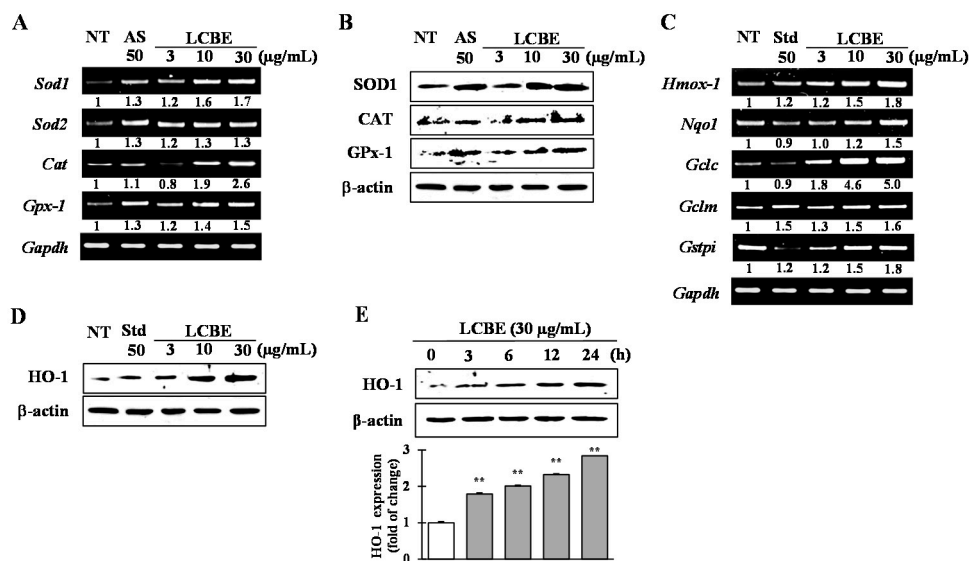 A
NT AS LCBE
50 3 10 30 (μg/mL)
Sod1
1 1.3 1.2 1.6 1.7
Sod2
1 1.3 1.2 1.3 1.3
Cat
1 1.1 0.8 1.9 2.6
Gpx-1
1 1.3 1.2 1.4 1.5
Gapdh
B
NT AS LCBE
50 3 10 30 (μg/mL)
SOD1
CAT
GPx-1
β-actin
C
NT Std LCBE
50 3 10 30 (μg/mL)
Hmox-1
1 1.2 1.2 1.5 1.8
Nqo1
1 0.9 1.0 1.2 1.5
Gclc
1 0.9 1.8 4.6 5.0
Gclm
1 1.5 1.3 1.5 1.6
Gstpi
1 1.2 1.2 1.5 1.8
Gapdh
D
NT Std LCBE
50 3 10 30 (μg/mL)
HO-1
β-actin
E
LCBE (30 μg/mL)
0 3 6 12 24 (h)
HO-1
β-actin
HO-1 expression
(fold of change)
3
2
1
0
** ** ** **